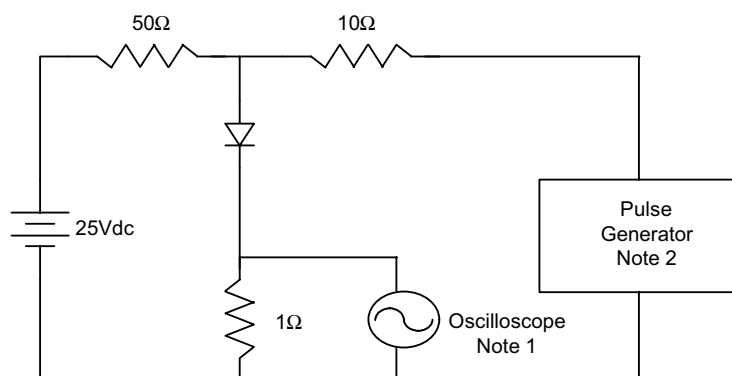 50Ω
10Ω
25Vdc
Pulse
Generator
Note 2
1Ω
Oscilloscope
Note 1